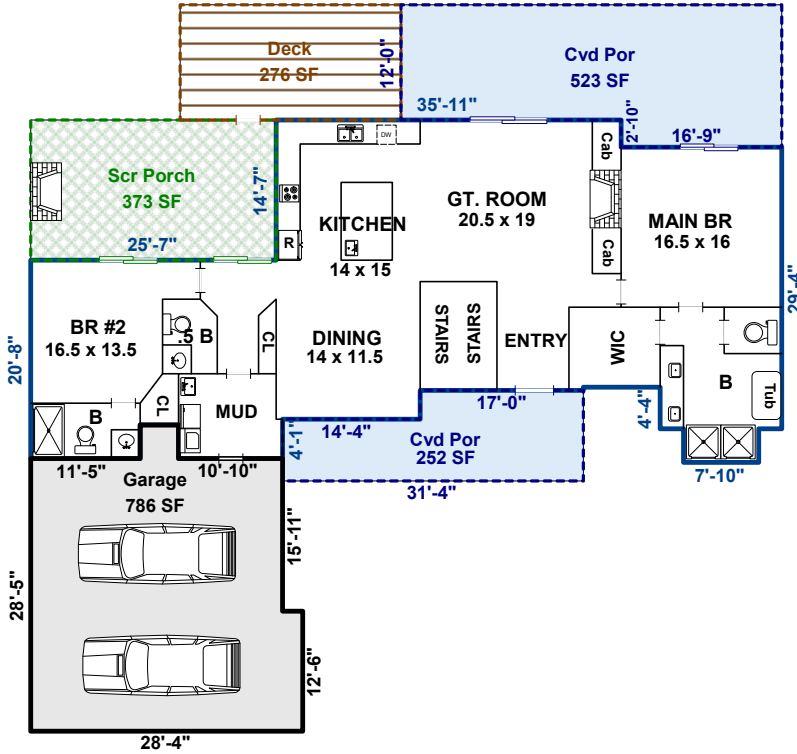 Deck
276 SF
12'-0"
Cvd Por
523 SF
35'-11"
2'-10"
16'-9"
DW
Cab
Scr Porch
373 SF
14'-7"
25'-7"
R
KITCHEN
14 x 15
GT. ROOM
20.5 x 19
Cab
MAIN BR
16.5 x 16
29'-4"
BR #2
16.5 x 13.5
20'-8"
.5 B
CL
DINING
14 x 11.5
STAIRS
STAIRS
ENTRY
WIC
B
Tub
B
CL
MUD
17'-0"
4'-4"
14'-4"
4'-1"
Cvd Por
252 SF
7'-10"
31'-4"
11'-5"
10'-10"
Garage
786 SF
15'-11"
28'-5"
12'-6"
28'-4"